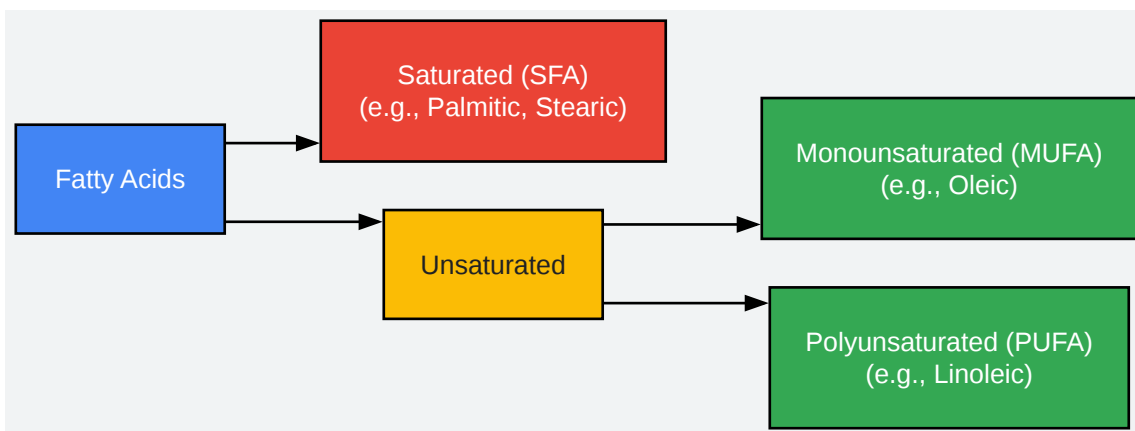 Saturated (SFA)
(e.g., Palmitic, Stearic)
Fatty Acids
Unsaturated
Monounsaturated (MUFA)
(e.g., Oleic)
Polyunsaturated (PUFA)
(e.g., Linoleic)